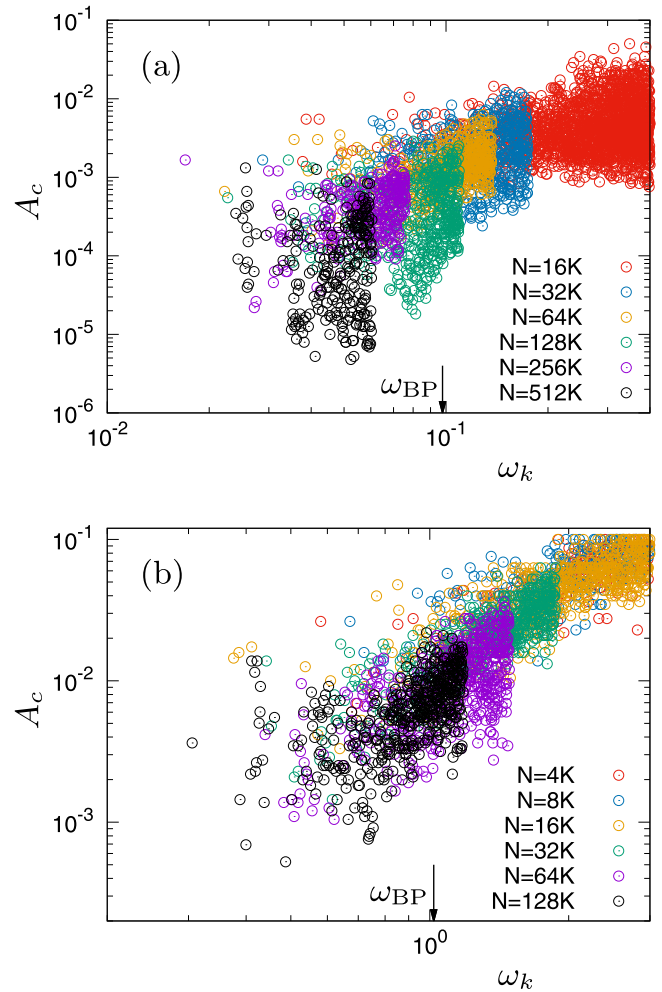 10⁻¹
(a)
10⁻²
10⁻³
A_c
10⁻⁴
N=16K
N=32K
N=64K
10⁻⁵
N=128K
N=256K
ω_BP
N=512K
10⁻⁶
10⁻² 10⁻¹
ω_k
10⁻¹
(b)
A_c
10⁻²
N=4K
N=8K
N=16K
10⁻³
N=32K
N=64K
ω_BP
N=128K
10⁰
ω_k